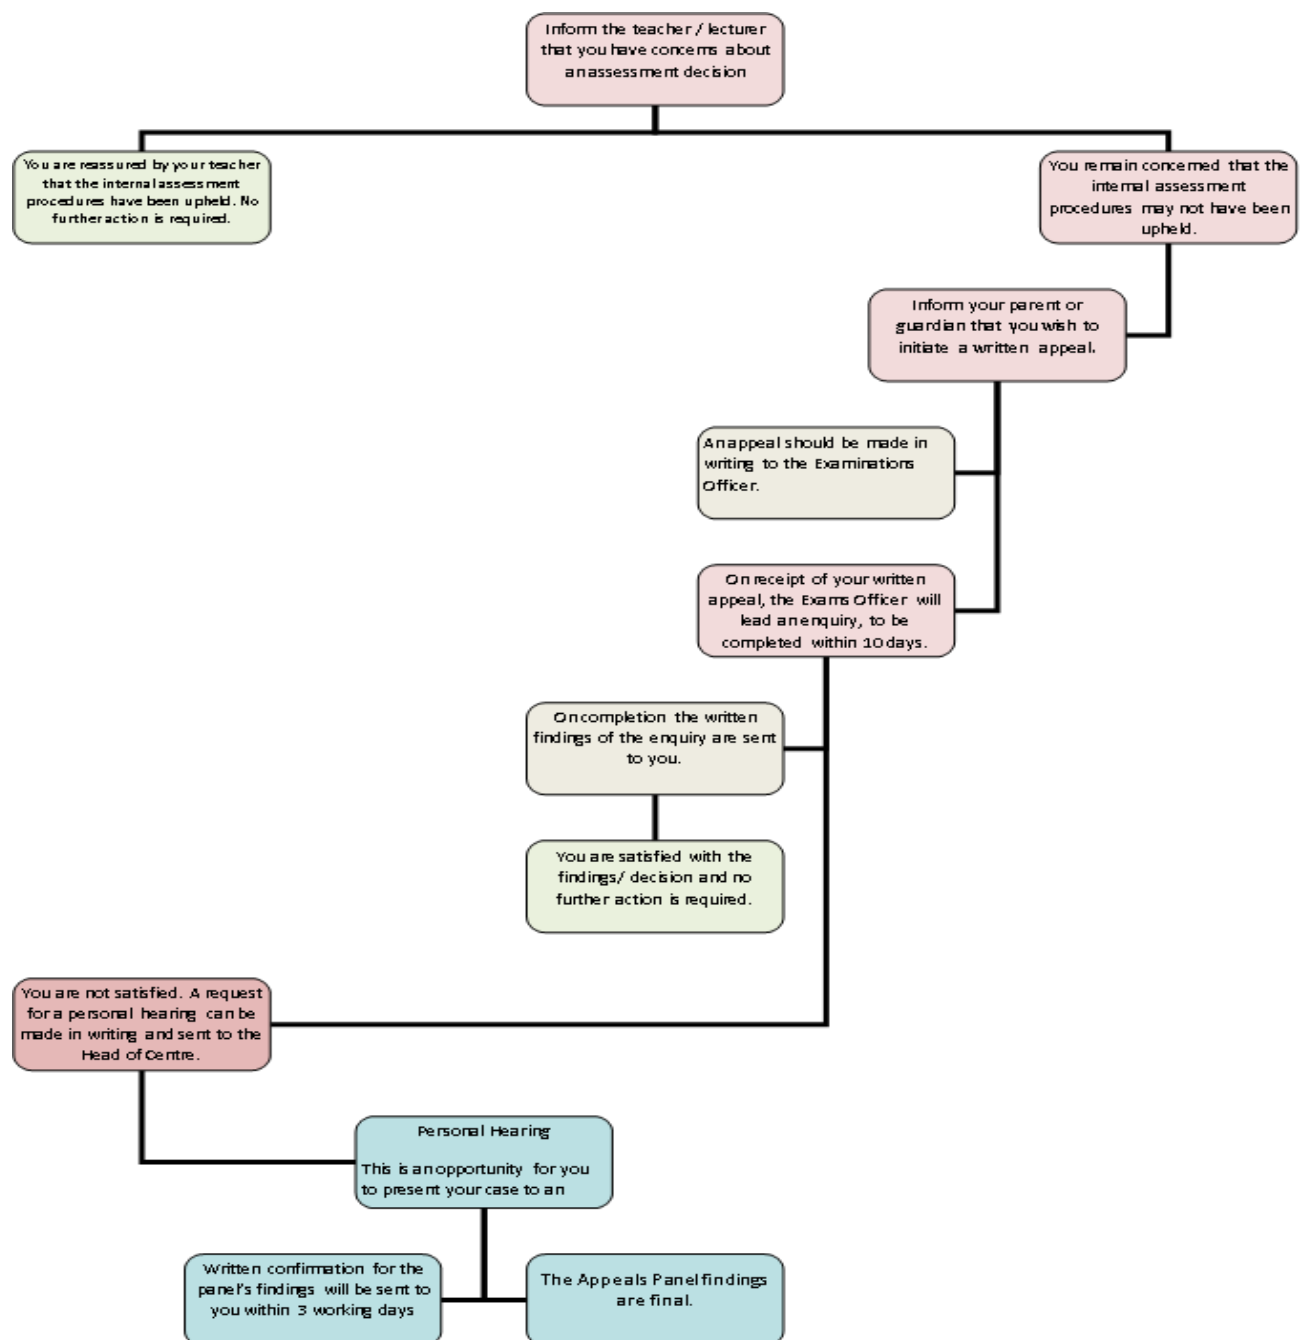 Inform the teacher / lecturer
that you have concerns about
an assessment decision
You are reassured by your teacher
that the internal assessment
procedures have been upheld. No
further action is required.
You remain concerned that the
internal assessment
procedures may not have been
upheld.
Inform your parent or
guardian that you wish to
initiate a written appeal.
An appeal should be made in
writing to the Examinations
Officer.
On receipt of your written
appeal, the Exams Officer will
lead an enquiry, to be
completed within 10 days.
On completion the written
findings of the enquiry are sent
to you.
You are satisfied with the
findings/ decision and no
further action is required.
You are not satisfied. A request
for a personal hearing can be
made in writing and sent to the
Head of Centre.
Personal Hearing
This is an opportunity for you
to present your case to an
Written confirmation for the
panel's findings will be sent to
you within 3 working days
The Appeals Panel findings
are final.